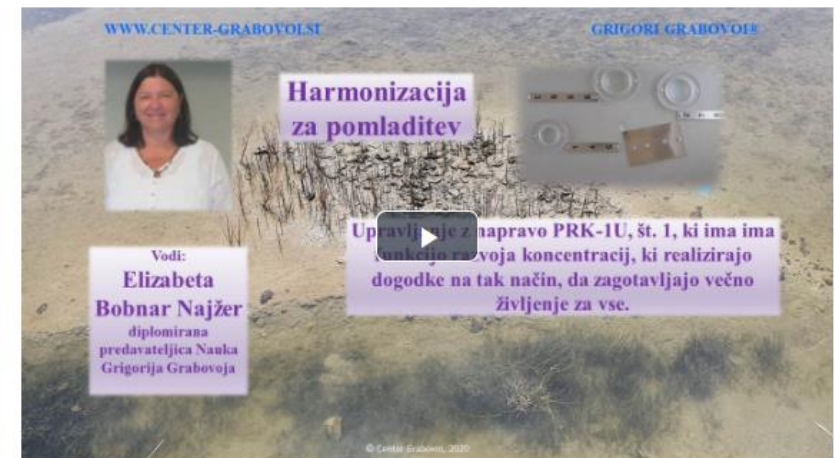 WWW.CENTER-GRABOVOI.SI
GRIGORI GRABOVOI®
Harmonizacija
za pomladitev
Upravljanje z napravo PRK-1U, št. 1, ki ima ima
funkcijo razvoja koncentracij, ki realizirajo
dogodke na tak način, da zagotavljajo večno
življenje za vse.
Vodi:
Elizabeta
Bobnar Najžer
diplomirana
predavateljica Nauka
Grigorija Grabovoja
© Center Grabovoi, 2020